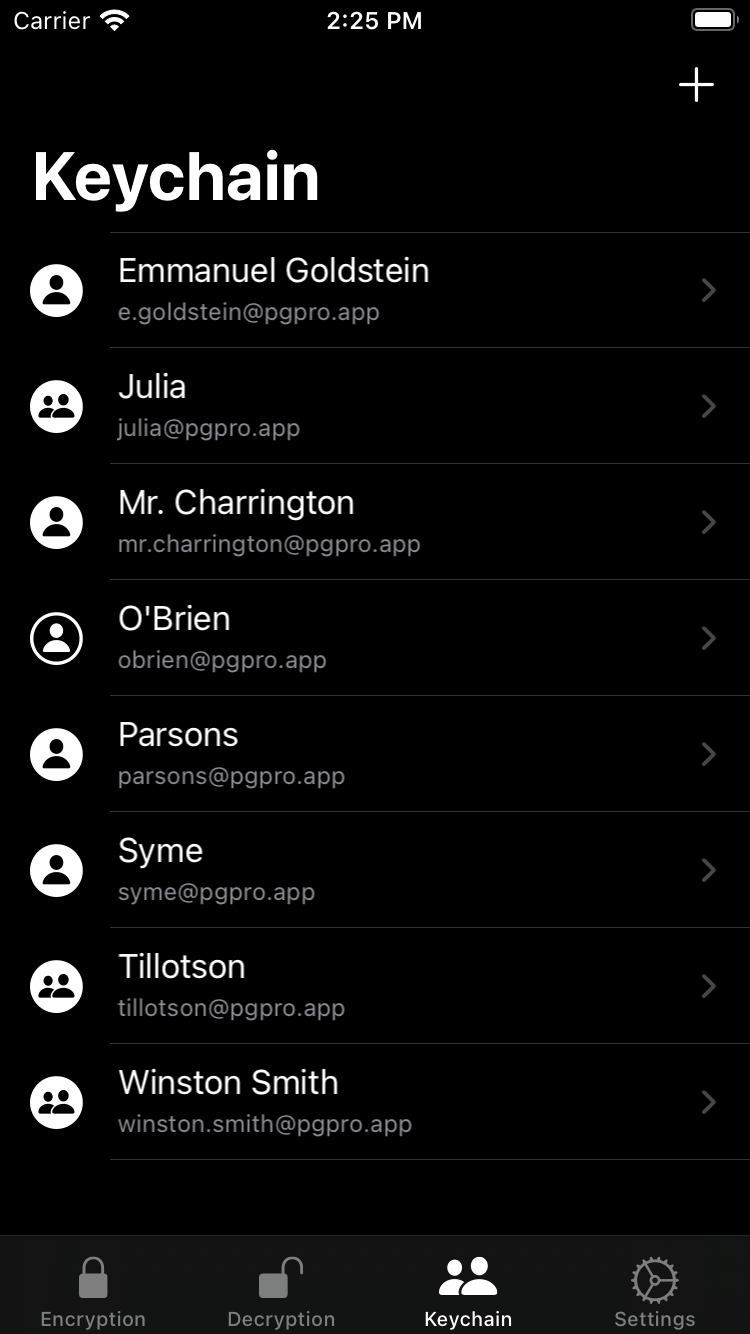 Carrier 2:25 PM
Keychain
Emmanuel Goldstein
e.goldstein@pgpro.app
Julia
julia@pgpro.app
Mr. Charrington
mr.charrington@pgpro.app
O'Brien
obrien@pgpro.app
Parsons
parsons@pgpro.app
Syme
syme@pgpro.app
Tillotson
tillotson@pgpro.app
Winston Smith
winston.smith@pgpro.app
Encryption Decryption Keychain Settings